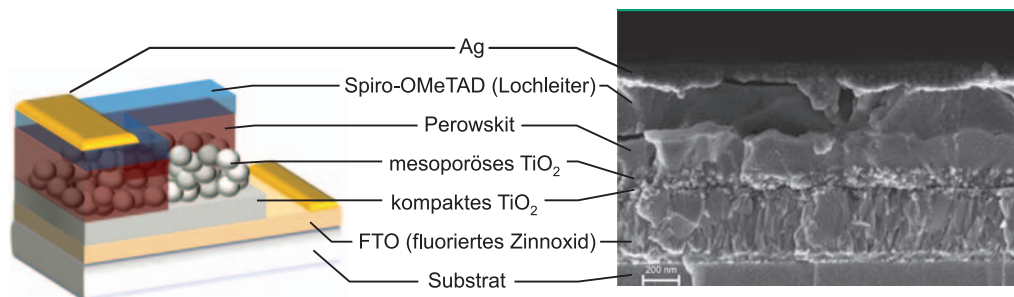 Ag
Spiro-OMeTAD (Lochleiter)
Perowskit
mesoporöses TiO₂
kompaktes TiO₂
FTO (fluoriertes Zinnoxid)
Substrat
200 nm